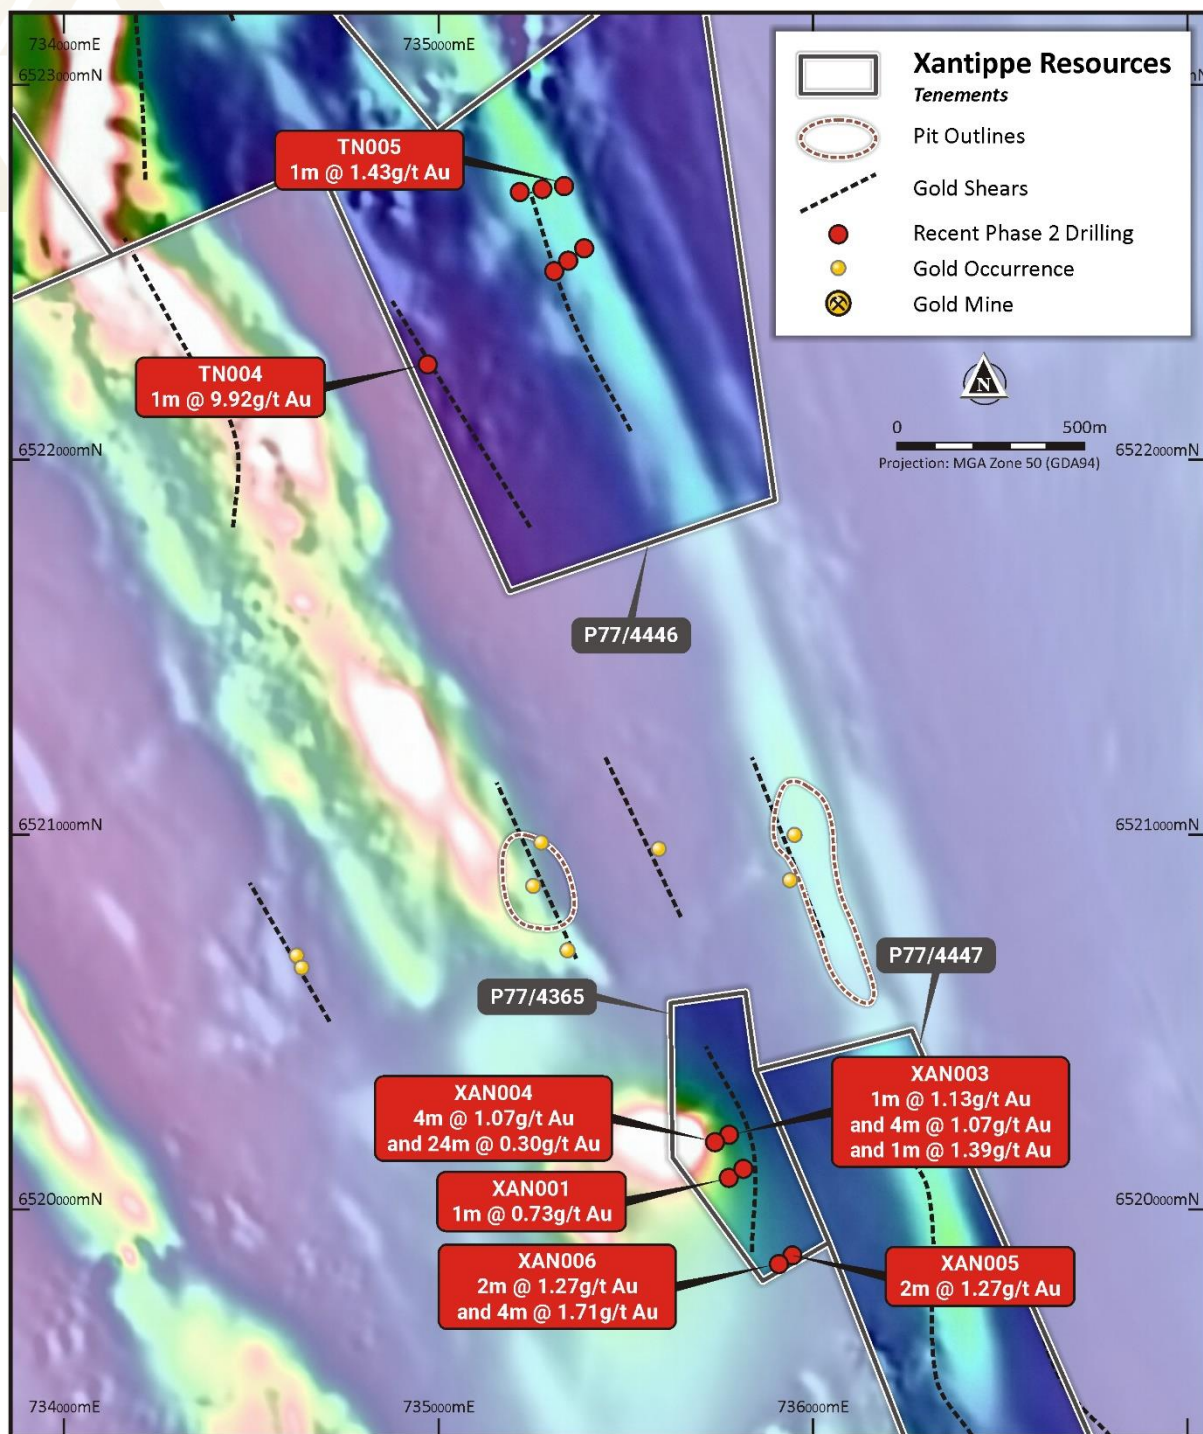 734000mE
735000mE
6523000mN
Xantippe Resources
Tenements
Pit Outlines
Gold Shears
Recent Phase 2 Drilling
Gold Occurrence
Gold Mine
TN005
1m @ 1.43g/t Au
TN004
1m @ 9.92g/t Au
N
0 500m
Projection: MGA Zone 50 (GDA94)
6522000mN
6522000mN
P77/4446
6521000mN
6521000mN
P77/4447
P77/4365
XAN004
4m @ 1.07g/t Au
and 24m @ 0.30g/t Au
XAN003
1m @ 1.13g/t Au
and 4m @ 1.07g/t Au
and 1m @ 1.39g/t Au
XAN001
1m @ 0.73g/t Au
6520000mN
6520000mN
XAN006
2m @ 1.27g/t Au
and 4m @ 1.71g/t Au
XAN005
2m @ 1.27g/t Au
734000mE
735000mE
736000mE